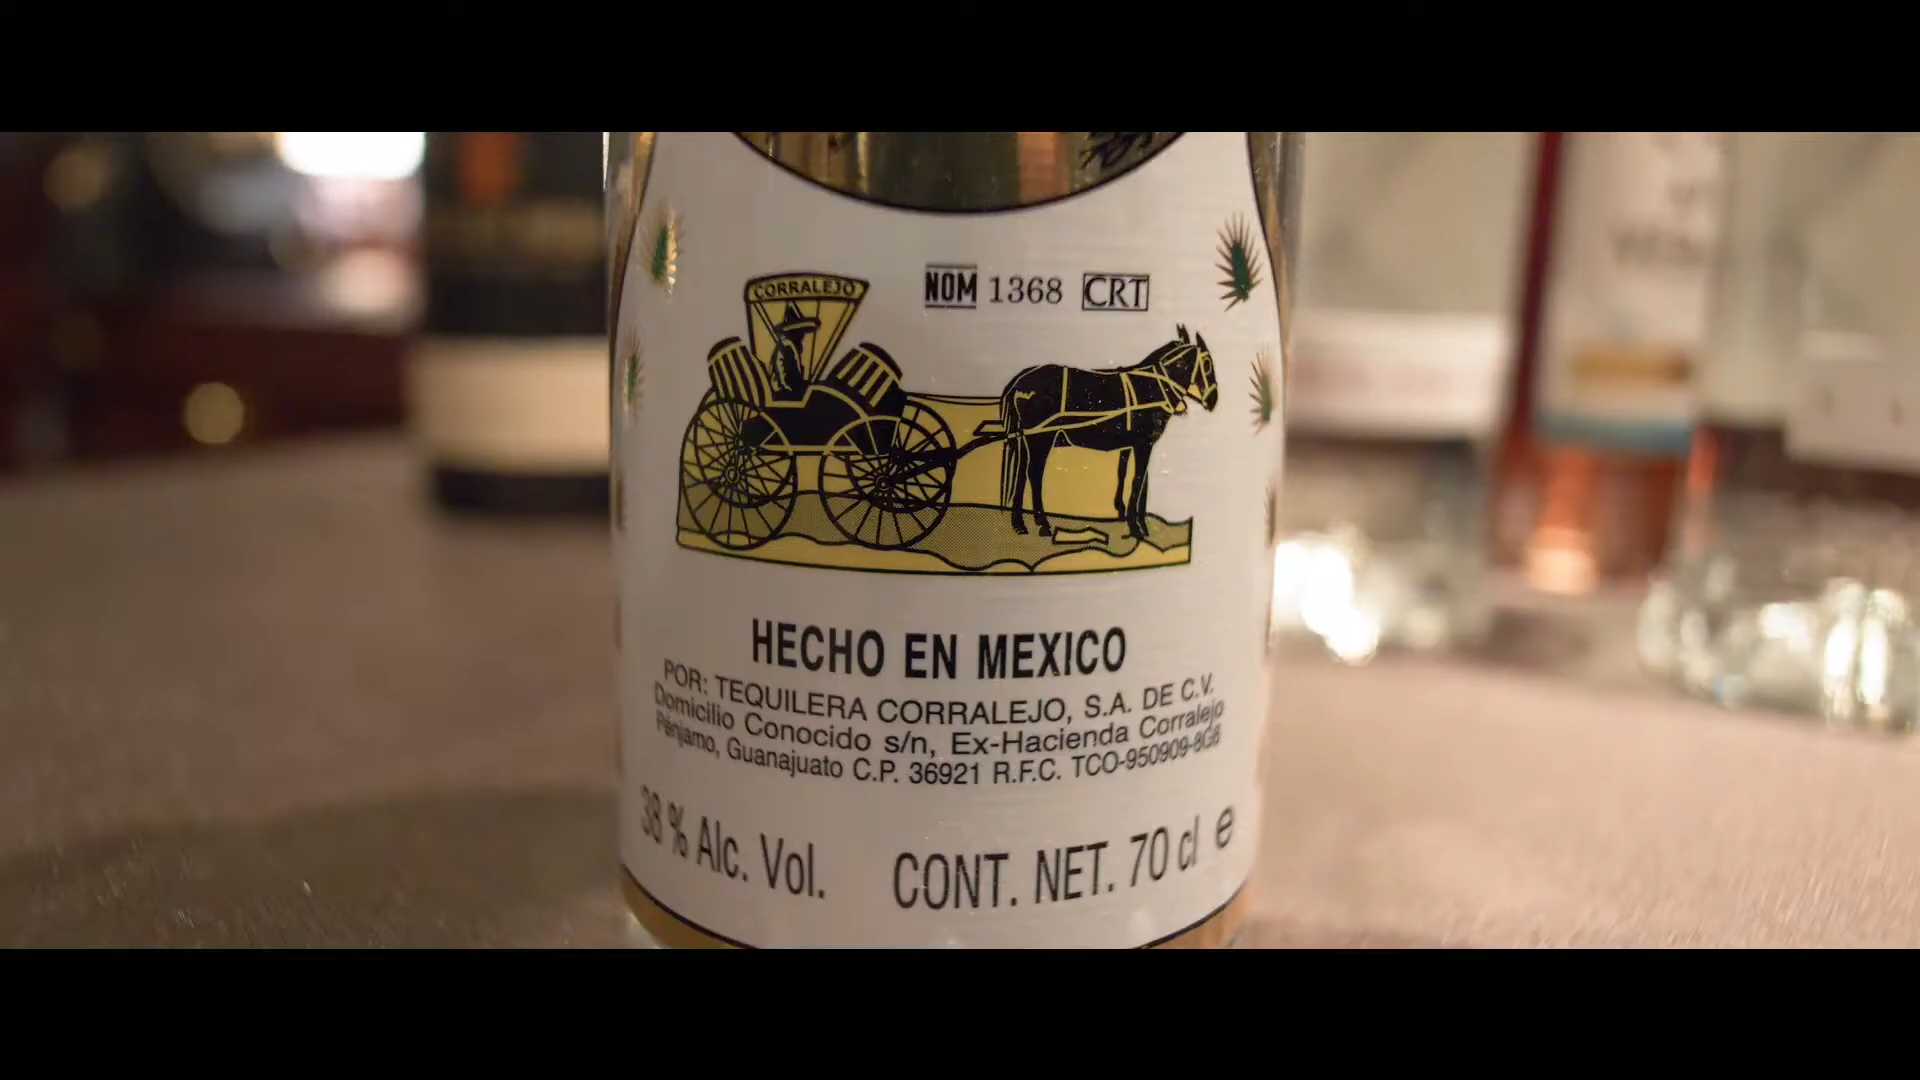 NOM 1368 CRT
CORRALEJO
HECHO EN MEXICO
POR: TEQUILERA CORRALEJO, S.A. DE C.V.
Domicilio Conocido s/n, Ex-Hacienda Corralejo
Pénjamo, Guanajuato C.P. 36921 R.F.C. TCO-950909-8G8
38 % Alc. Vol. CONT. NET. 70 cl e